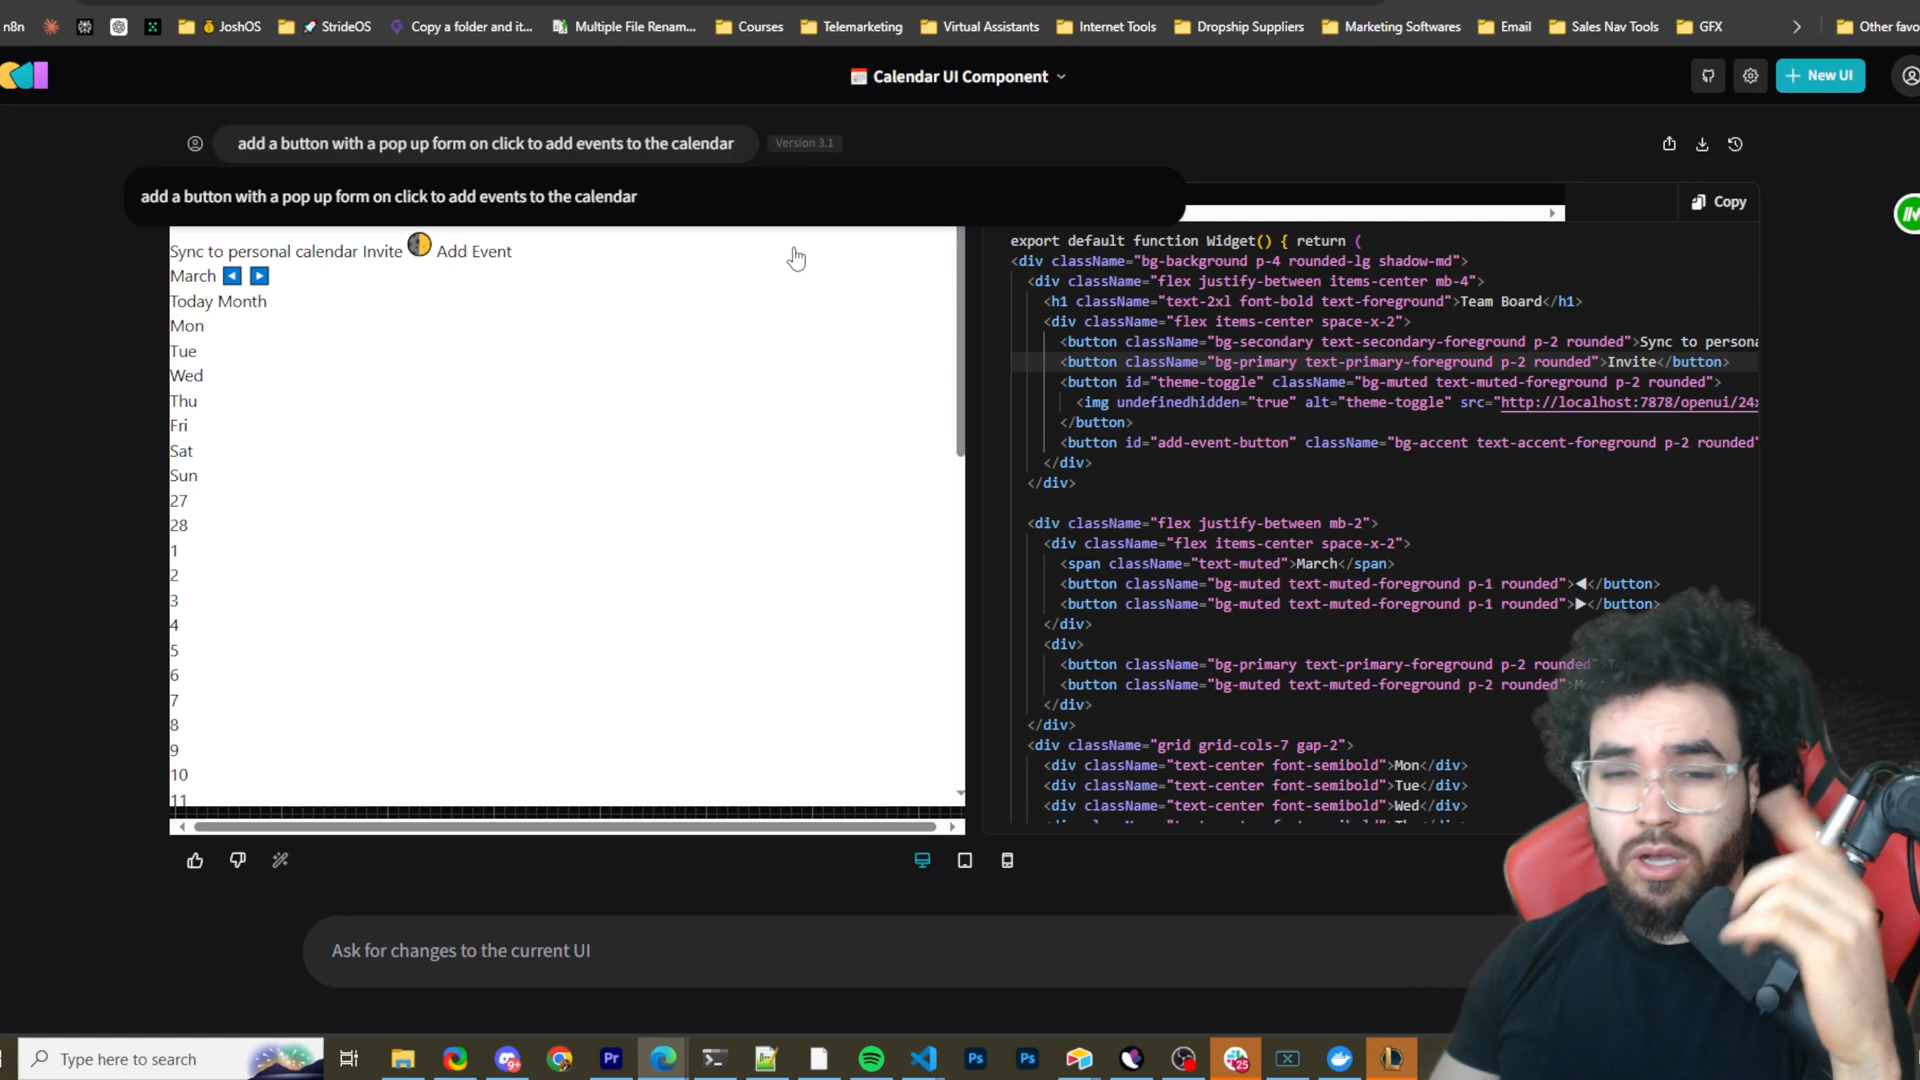 n8n
JoshOS
StrideOS
Copy a folder and it...
Multiple File Renam...
Courses
Telemarketing
Virtual Assistants
Internet Tools
Dropship Suppliers
Marketing Softwares
Email
Sales Nav Tools
GFX
Other favo
Calendar UI Component
New UI
add a button with a pop up form on click to add events to the calendar
Version 3.1
add a button with a pop up form on click to add events to the calendar
Copy
Sync to personal calendar Invite Add Event
March
Today Month
Mon
Tue
Wed
Thu
Fri
Sat
Sun
27
28
1
2
3
4
5
6
7
8
9
10
11
export default function Widget() { return (
<div className="bg-background p-4 rounded-lg shadow-md">
<div className="flex justify-between items-center mb-4">
<h1 className="text-2xl font-bold text-foreground">Team Board</h1>
<div className="flex items-center space-x-2">
<button className="bg-secondary text-secondary-foreground p-2 rounded">Sync to persona
<button className="bg-primary text-primary-foreground p-2 rounded">Invite</button>
<button id="theme-toggle" className="bg-muted text-muted-foreground p-2 rounded">
<img undefinedhidden="true" alt="theme-toggle" src="http://localhost:7878/openui/24x
</button>
<button id="add-event-button" className="bg-accent text-accent-foreground p-2 rounded"
</div>
</div>
<div className="flex justify-between mb-2">
<div className="flex items-center space-x-2">
<span className="text-muted">March</span>
<button className="bg-muted text-muted-foreground p-1 rounded">◀</button>
<button className="bg-muted text-muted-foreground p-1 rounded">▶</button>
</div>
<div>
<button className="bg-primary text-primary-foreground p-2 rounded"
<button className="bg-muted text-muted-foreground p-2 rounded">
</div>
</div>
<div className="grid grid-cols-7 gap-2">
<div className="text-center font-semibold">Mon</div>
<div className="text-center font-semibold">Tue</div>
<div className="text-center font-semibold">Wed</div>
Ask for changes to the current UI
Type here to search
9+
Pr
Ps
Ps
25